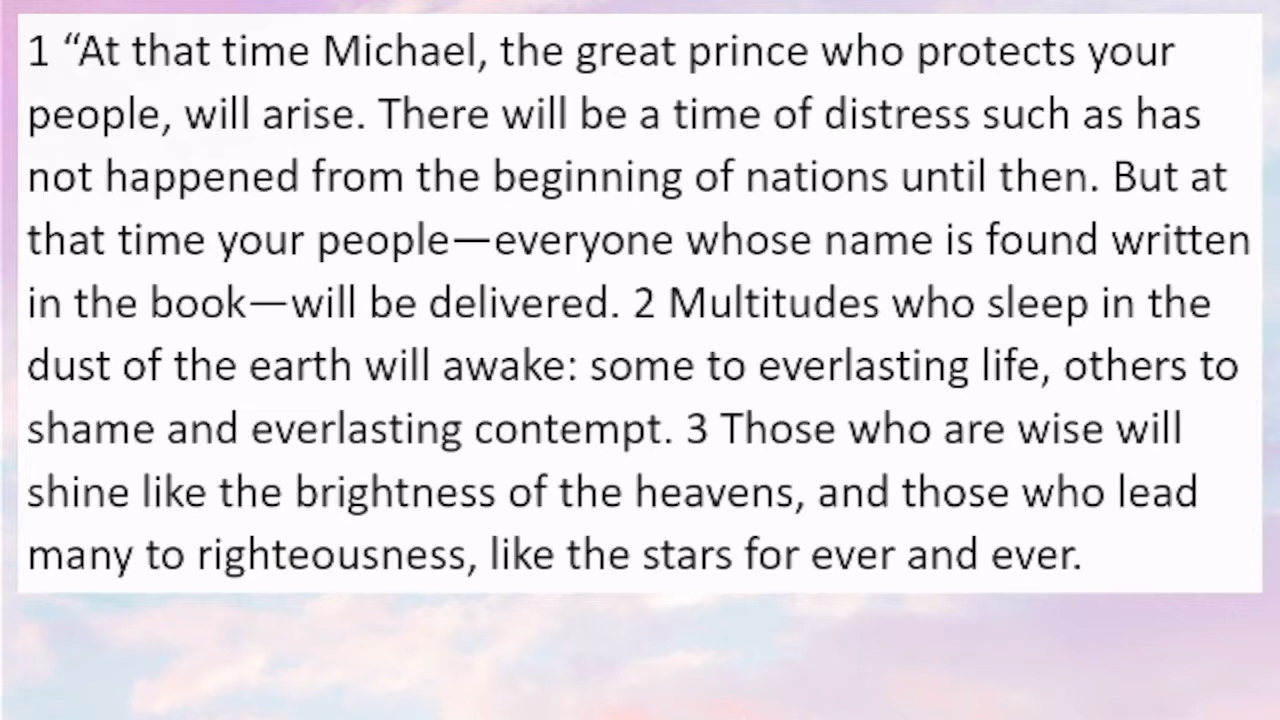 1 “At that time Michael, the great prince who protects your
people, will arise. There will be a time of distress such as has
not happened from the beginning of nations until then. But at
that time your people—everyone whose name is found written
in the book—will be delivered. 2 Multitudes who sleep in the
dust of the earth will awake: some to everlasting life, others to
shame and everlasting contempt. 3 Those who are wise will
shine like the brightness of the heavens, and those who lead
many to righteousness, like the stars for ever and ever.